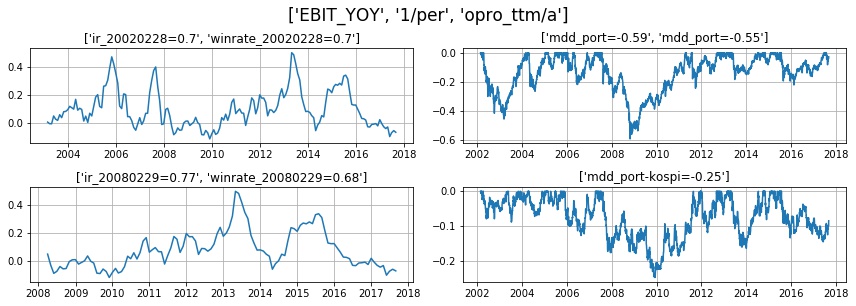 ['EBIT_YOY', '1/per', 'opro_ttm/a']
['ir_20020228=0.7', 'winrate_20020228=0.7']
0.4
0.2
0.0
2004 2006 2008 2010 2012 2014 2016 2018
['mdd_port=-0.59', 'mdd_port=-0.55']
0.0
−0.2
−0.4
−0.6
2002 2004 2006 2008 2010 2012 2014 2016 2018
['ir_20080229=0.77', 'winrate_20080229=0.68']
0.4
0.2
0.0
2008 2009 2010 2011 2012 2013 2014 2015 2016 2017 2018
['mdd_port-kospi=-0.25']
0.0
−0.1
−0.2
2002 2004 2006 2008 2010 2012 2014 2016 2018